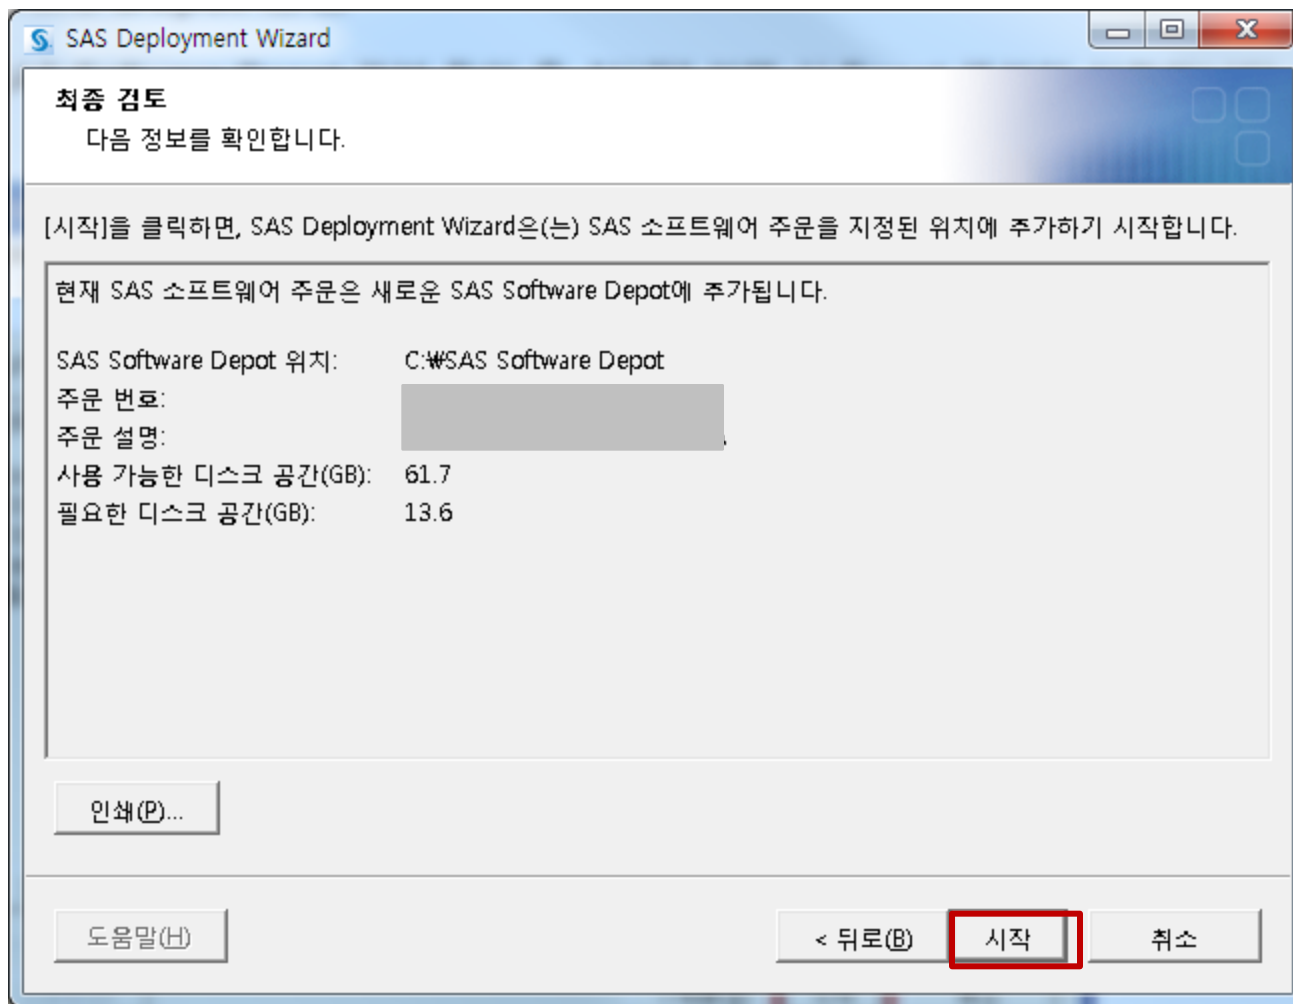 SAS Deployment Wizard
최종 검토
다음 정보를 확인합니다.
[시작]을 클릭하면, SAS Deployment Wizard은(는) SAS 소프트웨어 주문을 지정된 위치에 추가하기 시작합니다.
현재 SAS 소프트웨어 주문은 새로운 SAS Software Depot에 추가됩니다.
SAS Software Depot 위치: C:₩SAS Software Depot
주문 번호:
주문 설명:
사용 가능한 디스크 공간(GB): 61.7
필요한 디스크 공간(GB): 13.6
인쇄(P)...
도움말(H) < 뒤로(B) 시작 취소